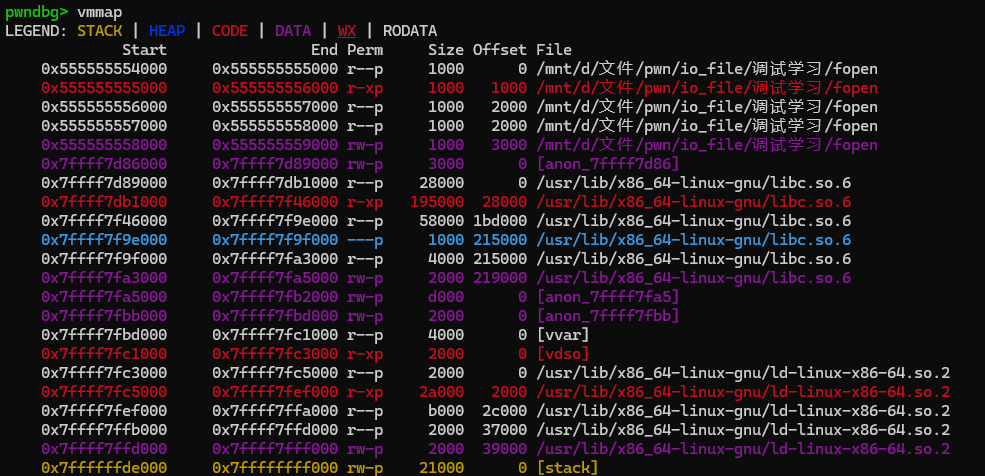 pwndbg> vmmap
LEGEND: STACK | HEAP | CODE | DATA | WX | RODATA
Start End Perm Size Offset File
0x555555554000 0x555555555000 r--p 1000 0 /mnt/d/文件/pwn/io_file/调试学习/fopen
0x555555555000 0x555555556000 r-xp 1000 1000 /mnt/d/文件/pwn/io_file/调试学习/fopen
0x555555556000 0x555555557000 r--p 1000 2000 /mnt/d/文件/pwn/io_file/调试学习/fopen
0x555555557000 0x555555558000 r--p 1000 2000 /mnt/d/文件/pwn/io_file/调试学习/fopen
0x555555558000 0x555555559000 rw-p 1000 3000 /mnt/d/文件/pwn/io_file/调试学习/fopen
0x7ffff7d86000 0x7ffff7d89000 rw-p 3000 0 [anon_7ffff7d86]
0x7ffff7d89000 0x7ffff7db1000 r--p 28000 0 /usr/lib/x86_64-linux-gnu/libc.so.6
0x7ffff7db1000 0x7ffff7f46000 r-xp 195000 28000 /usr/lib/x86_64-linux-gnu/libc.so.6
0x7ffff7f46000 0x7ffff7f9e000 r--p 58000 1bd000 /usr/lib/x86_64-linux-gnu/libc.so.6
0x7ffff7f9e000 0x7ffff7f9f000 ---p 1000 215000 /usr/lib/x86_64-linux-gnu/libc.so.6
0x7ffff7f9f000 0x7ffff7fa3000 r--p 4000 215000 /usr/lib/x86_64-linux-gnu/libc.so.6
0x7ffff7fa3000 0x7ffff7fa5000 rw-p 2000 219000 /usr/lib/x86_64-linux-gnu/libc.so.6
0x7ffff7fa5000 0x7ffff7fb2000 rw-p d000 0 [anon_7ffff7fa5]
0x7ffff7fbb000 0x7ffff7fbd000 rw-p 2000 0 [anon_7ffff7fbb]
0x7ffff7fbd000 0x7ffff7fc1000 r--p 4000 0 [vvar]
0x7ffff7fc1000 0x7ffff7fc3000 r-xp 2000 0 [vdso]
0x7ffff7fc3000 0x7ffff7fc5000 r--p 2000 0 /usr/lib/x86_64-linux-gnu/ld-linux-x86-64.so.2
0x7ffff7fc5000 0x7ffff7fef000 r-xp 2a000 2000 /usr/lib/x86_64-linux-gnu/ld-linux-x86-64.so.2
0x7ffff7fef000 0x7ffff7ffa000 r--p b000 2c000 /usr/lib/x86_64-linux-gnu/ld-linux-x86-64.so.2
0x7ffff7ffb000 0x7ffff7ffd000 r--p 2000 37000 /usr/lib/x86_64-linux-gnu/ld-linux-x86-64.so.2
0x7ffff7ffd000 0x7ffff7fff000 rw-p 2000 39000 /usr/lib/x86_64-linux-gnu/ld-linux-x86-64.so.2
0x7ffffffde000 0x7ffffffff000 rw-p 21000 0 [stack]